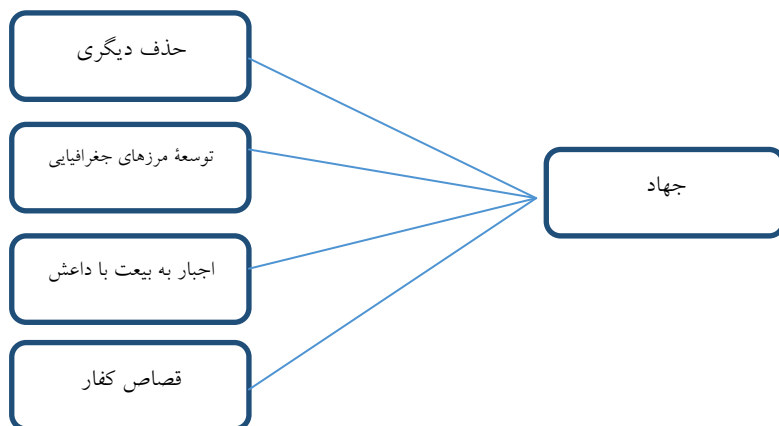 حذف دیگری
توسعهٔ مرزهای جغرافیایی
جهاد
اجبار به بیعت با داعش
قصاص کفار